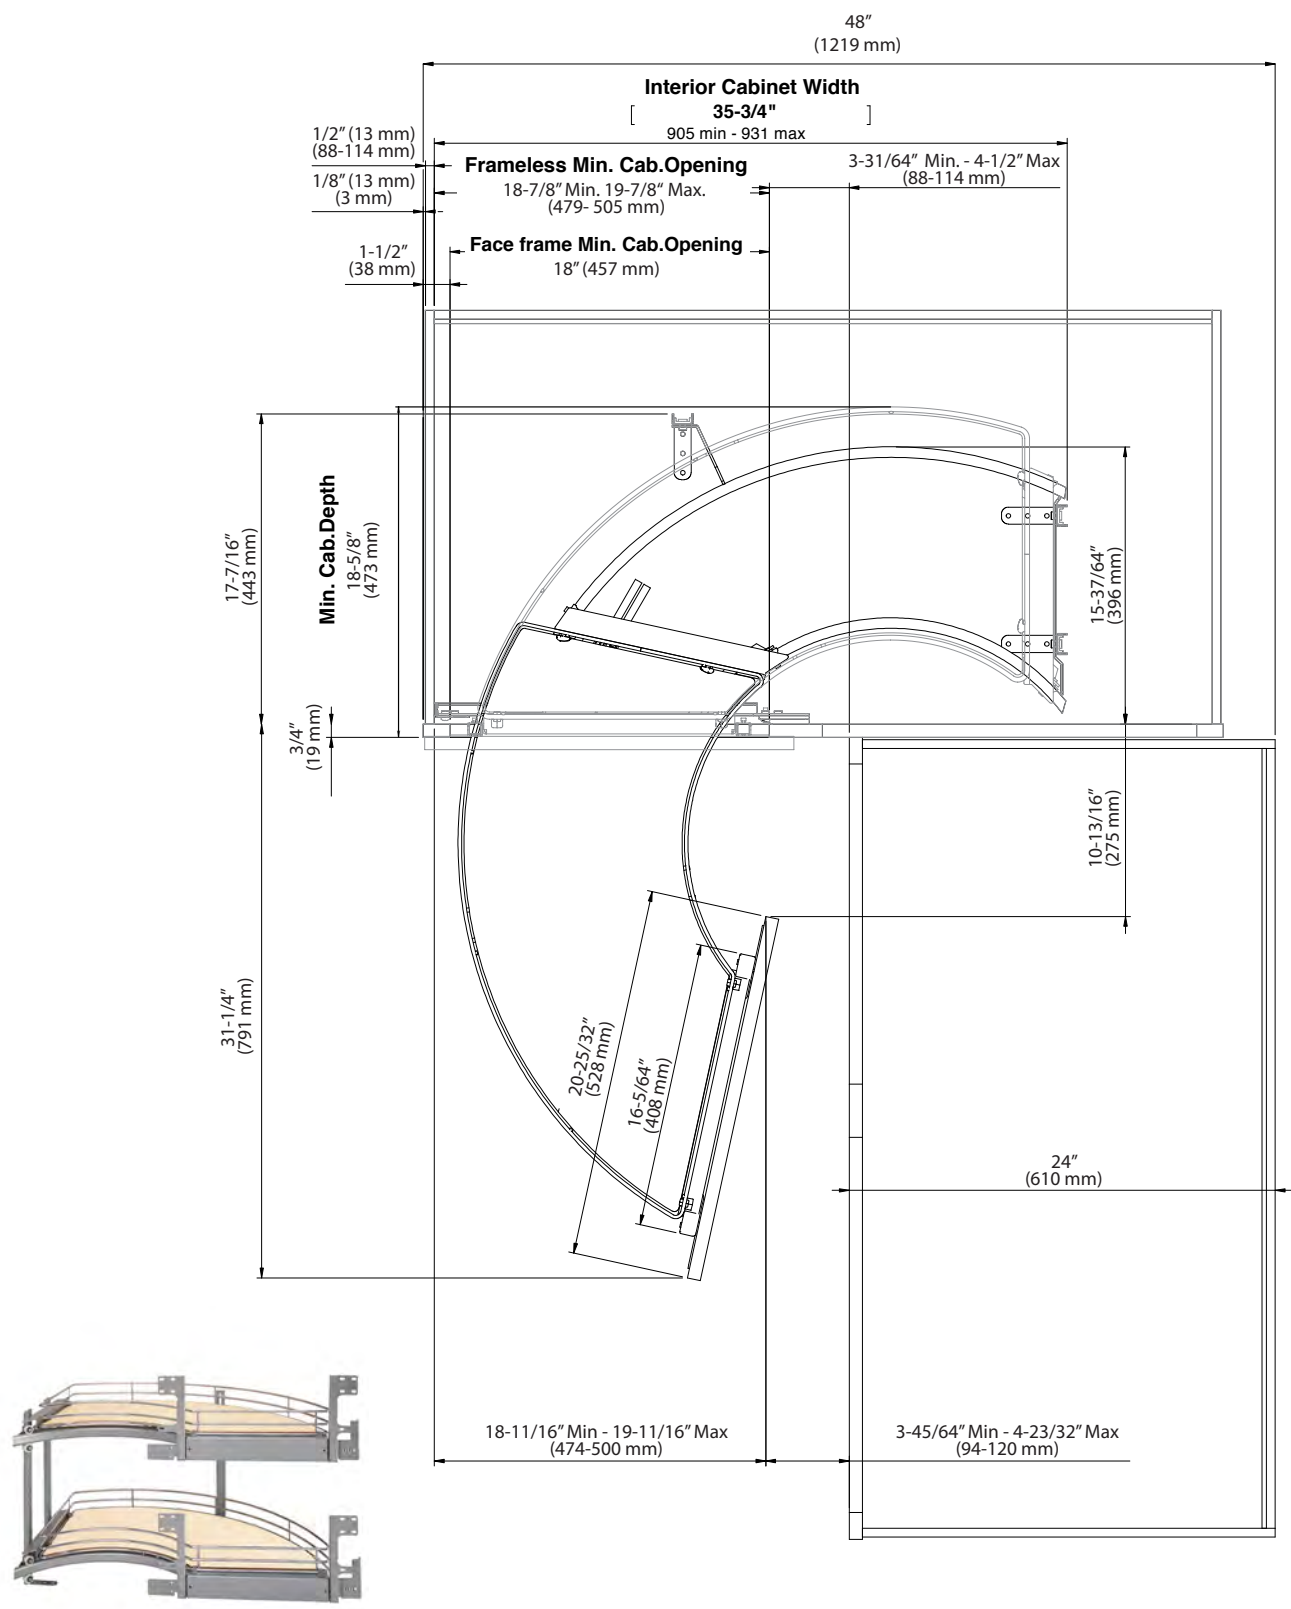 48”
(1219 mm)
Interior Cabinet Width
[ 35-3/4" ]
905 min - 931 max
1/2” (13 mm)
(88-114 mm)
Frameless Min. Cab.Opening
18-7/8” Min. 19-7/8“ Max.
(479- 505 mm)
3-31/64”  Min. - 4-1/2” Max
(88-114 mm)
1/8” (13 mm)
(3 mm)
1-1/2”
(38 mm)
Face frame Min. Cab.Opening
18” (457 mm)
17-7/16”
(443 mm)
Min. Cab.Depth
18-5/8”
(473 mm)
15-37/64”
(396 mm)
3/4”
(19 mm)
10-13/16”
(275 mm)
31-1/4”
(791 mm)
20-25/32”
(528 mm)
16-5/64”
(408 mm)
24”
(610 mm)
18-11/16” Min - 19-11/16” Max
(474-500 mm)
3-45/64” Min - 4-23/32” Max
(94-120 mm)